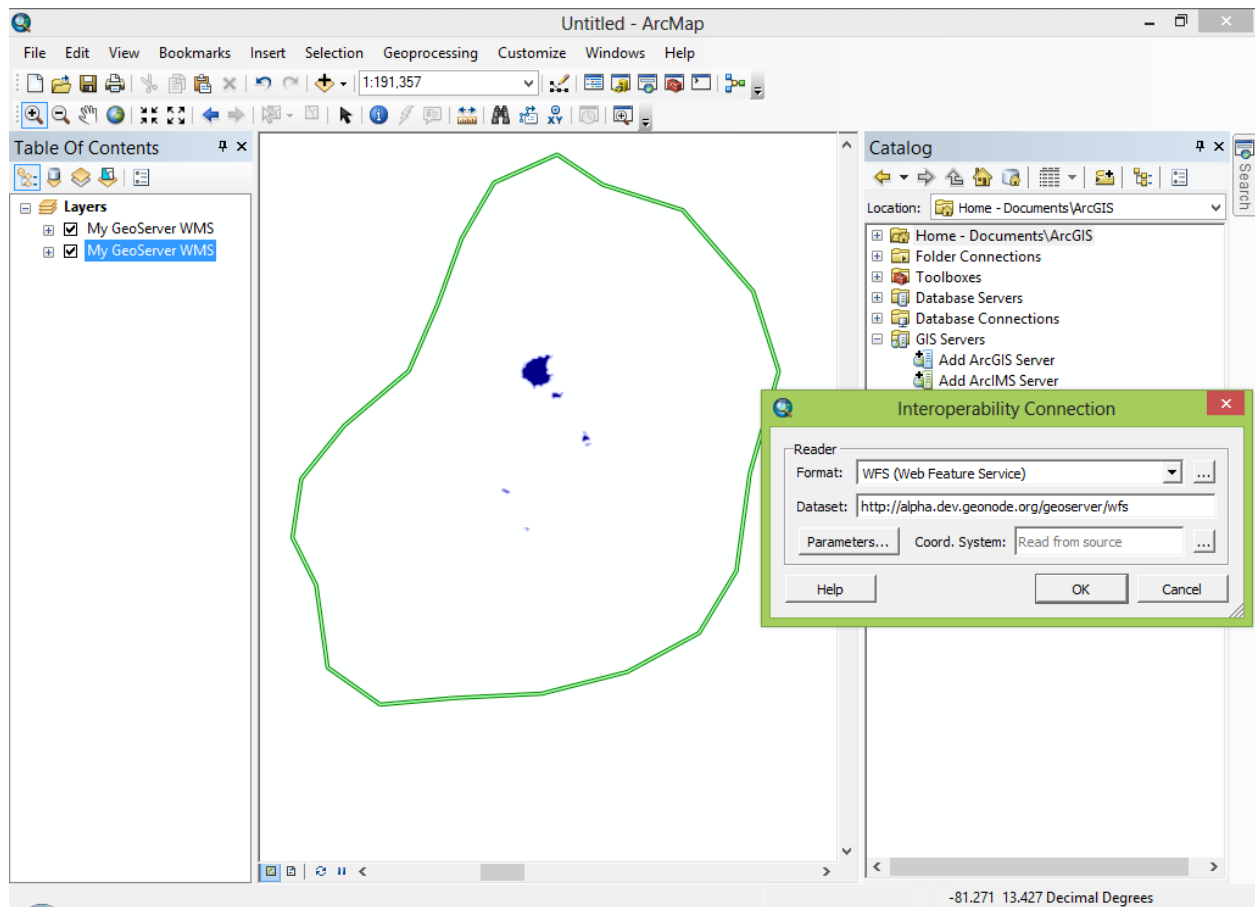 Untitled - ArcMap
File Edit View Bookmarks Insert Selection Geoprocessing Customize Windows Help
1:191,357
XY
Table Of Contents
Layers
My GeoServer WMS
My GeoServer WMS
Catalog
Location: Home - Documents\ArcGIS
Home - Documents\ArcGIS
Folder Connections
Toolboxes
Database Servers
Database Connections
GIS Servers
Add ArcGIS Server
Add ArcIMS Server
Search
Interoperability Connection
Reader
Format: WFS (Web Feature Service) ...
Dataset: http://alpha.dev.geonode.org/geoserver/wfs
Parameters... Coord. System: Read from source ...
Help OK Cancel
-81.271 13.427 Decimal Degrees